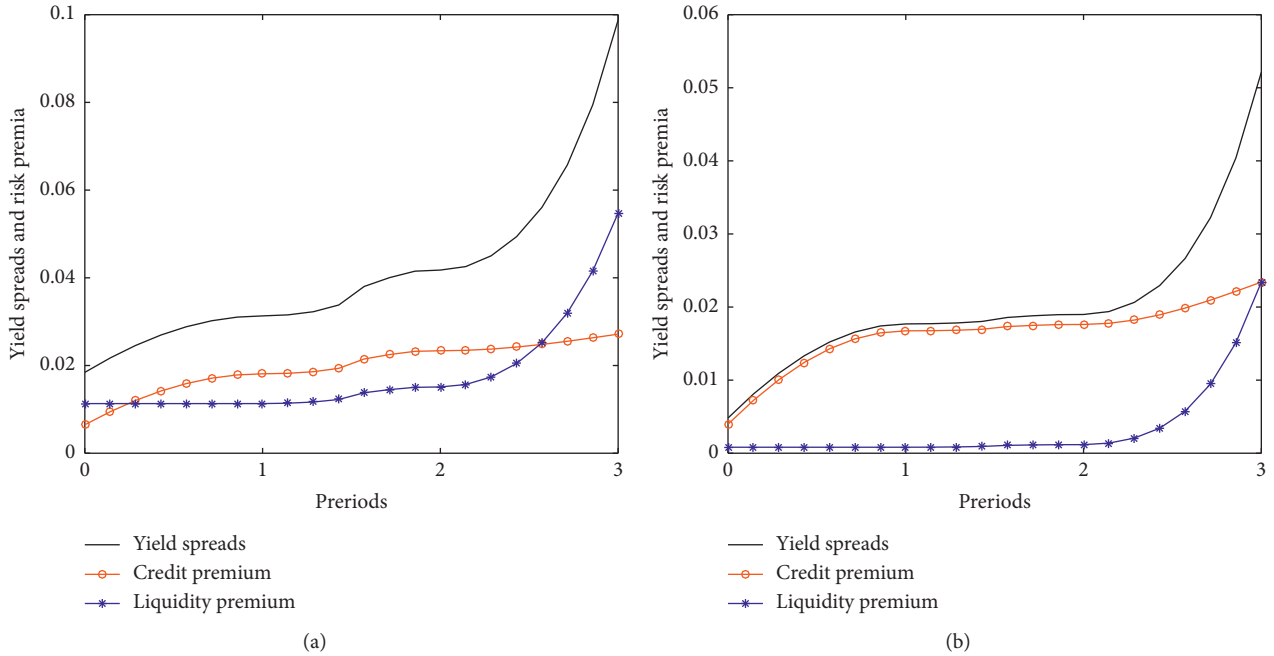 0.1
0.08
0.06
0.04
0.02
0
0 1 2 3
Yield spreads and risk premia
Preriods
Yield spreads
Credit premium
Liquidity premium
(a)
0.06
0.05
0.04
0.03
0.02
0.01
0
0 1 2 3
Yield spreads and risk premia
Preriods
Yield spreads
Credit premium
Liquidity premium
(b)